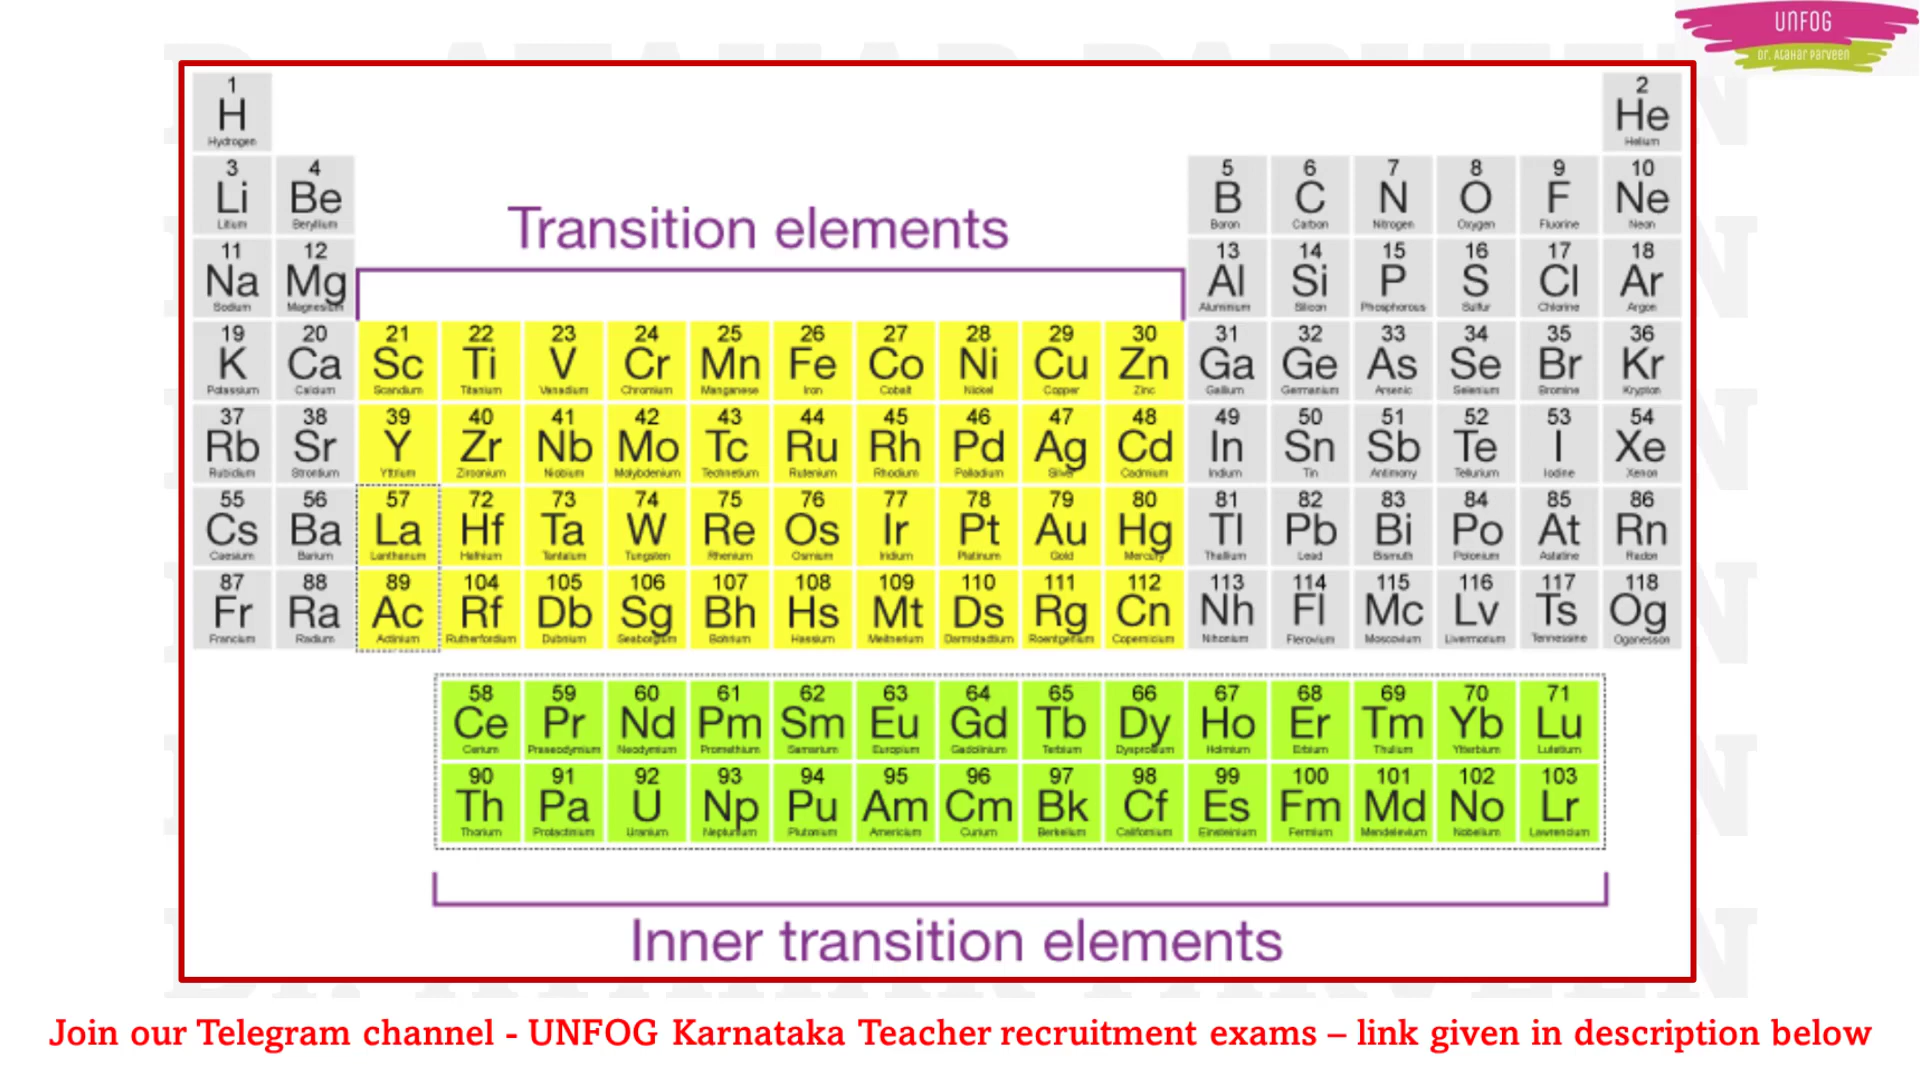 UNFOG
Dr. Atahar Parveen
1 2
H He
Hydrogen Helium
3 4 5 6 7 8 9 10
Li Be B C N O F Ne
Litium Beryllium Boron Carbon Nitrogen Oxygen Fluorine Neon
Transition elements
11 12 13 14 15 16 17 18
Na Mg Al Si P S Cl Ar
Sodium Magnesium Aluminium Silicon Phosphorous Sulfur Chlorine Argon
19 20 21 22 23 24 25 26 27 28 29 30 31 32 33 34 35 36
K Ca Sc Ti V Cr Mn Fe Co Ni Cu Zn Ga Ge As Se Br Kr
Potassium Calcium Scandium Titanium Vanadium Chromium Manganese Iron Cobalt Nickel Copper Zinc Gallium Germanium Arsenic Selenium Bromine Krypton
37 38 39 40 41 42 43 44 45 46 47 48 49 50 51 52 53 54
Rb Sr Y Zr Nb Mo Tc Ru Rh Pd Ag Cd In Sn Sb Te I Xe
Rubidium Strontium Yttrium Zirconium Niobium Molybdenium Technetium Rutenium Rhodium Palladium Silver Cadmium Indium Tin Antimony Tellurium Iodine Xenon
55 56 57 72 73 74 75 76 77 78 79 80 81 82 83 84 85 86
Cs Ba La Hf Ta W Re Os Ir Pt Au Hg Tl Pb Bi Po At Rn
Caesium Barium Lanthanum Hafnium Tantalum Tungsten Rhenium Osmium Iridium Platinum Gold Mercury Thallium Lead Bismuth Polonium Astatine Radon
87 88 89 104 105 106 107 108 109 110 111 112 113 114 115 116 117 118
Fr Ra Ac Rf Db Sg Bh Hs Mt Ds Rg Cn Nh Fl Mc Lv Ts Og
Francium Radium Actinium Rutherfordium Dubnium Seaborgium Bohrium Hassium Meitnerium Darmstadtium Roentgenium Copernicium Nihonium Flerovium Moscovium Livermorium Tennessine Oganesson
58 59 60 61 62 63 64 65 66 67 68 69 70 71
Ce Pr Nd Pm Sm Eu Gd Tb Dy Ho Er Tm Yb Lu
Cerium Praseodymium Neodymium Promethium Samarium Europium Gadolinium Terbium Dysprosium Holmium Erbium Thulium Ytterbium Lutetium
90 91 92 93 94 95 96 97 98 99 100 101 102 103
Th Pa U Np Pu Am Cm Bk Cf Es Fm Md No Lr
Thorium Protactinium Uranium Neptunium Plutonium Americium Curium Berkelium Californium Einsteinium Fermium Mendelevium Nobelium Lawrencium
Inner transition elements
Join our Telegram channel - UNFOG Karnataka Teacher recruitment exams – link given in description below